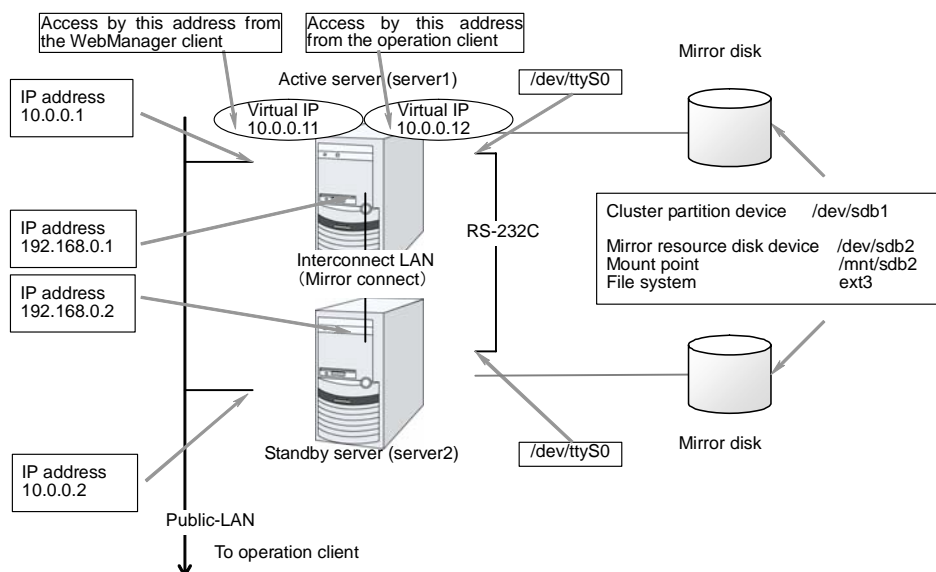 Access by this address from
the WebManager client
Access by this address
from the operation client
Mirror disk
Active server (server1)
/dev/ttyS0
IP address
10.0.0.1
Virtual IP
10.0.0.11
Virtual IP
10.0.0.12
Cluster partition device /dev/sdb1
Mirror resource disk device /dev/sdb2
Mount point /mnt/sdb2
File system ext3
IP address
192.168.0.1
RS-232C
Interconnect LAN
(Mirror connect)
IP address
192.168.0.2
Standby server (server2)
/dev/ttyS0
Mirror disk
IP address
10.0.0.2
Public-LAN
To operation client